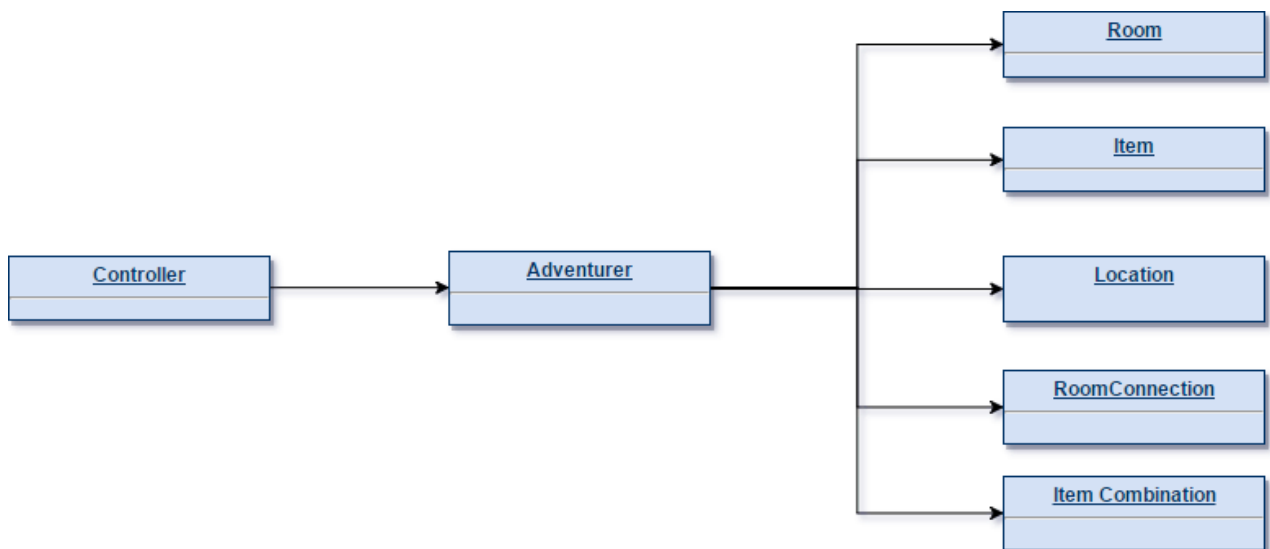 Room
Item
Controller
Adventurer
Location
RoomConnection
Item Combination